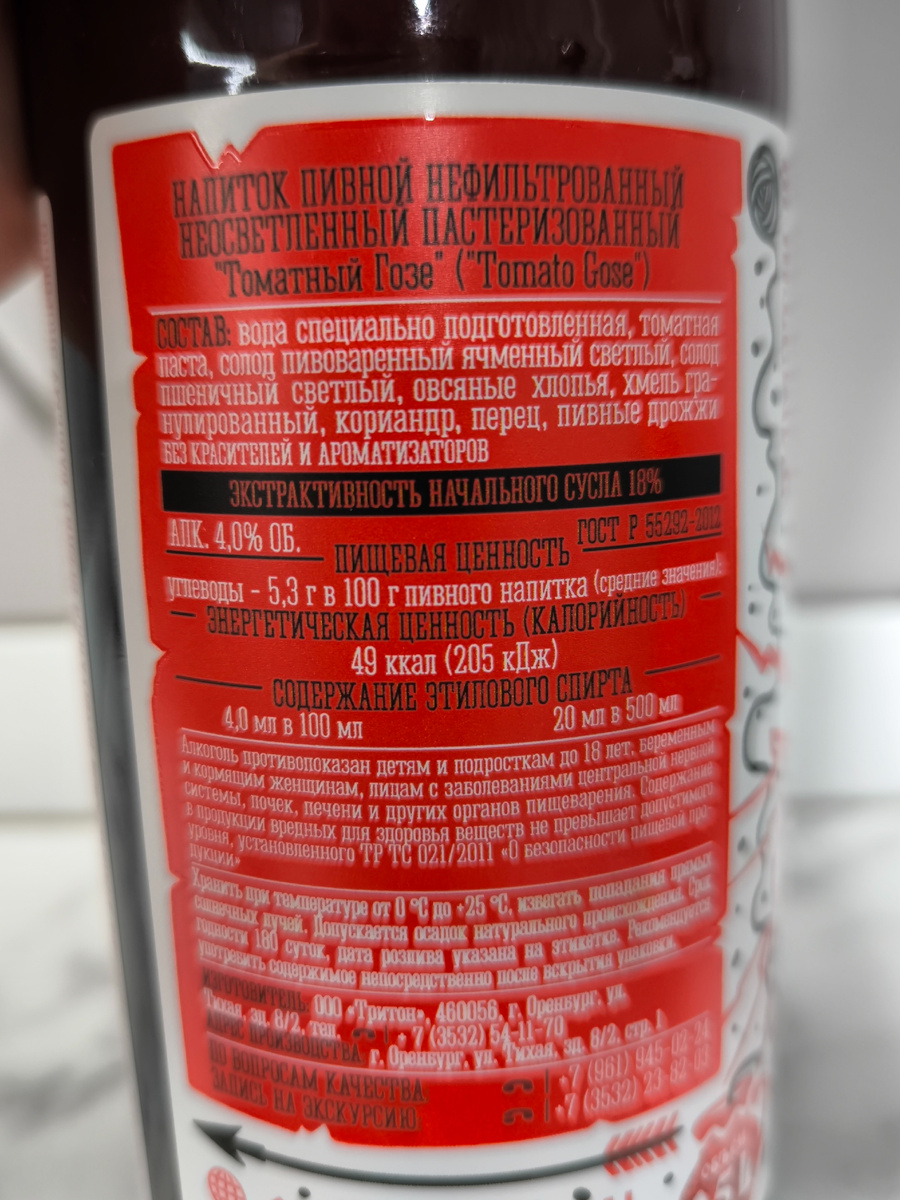 НАПИТОК ПИВНОЙ НЕФИЛЬТРОВАННЫЙ
НЕОСВЕТЛЕННЫЙ ПАСТЕРИЗОВАННЫЙ
"Томатный Гозе" ("Tomato Gose")
СОСТАВ: вода специально подготовленная, томатная
паста, солод пивоваренный ячменный светлый, солод
пшеничный светлый, овсяные хлопья, хмель гра-
нулированный, кориандр, перец, пивные дрожжи
БЕЗ КРАСИТЕЛЕЙ И АРОМАТИЗАТОРОВ
ЭКСТРАКТИВНОСТЬ НАЧАЛЬНОГО СУСЛА 18%
АЛК. 4,0% ОБ.
ГОСТ Р 55292-2012
ПИЩЕВАЯ ЦЕННОСТЬ
углеводы - 5,3 г в 100 г пивного напитка (средние значения):
ЭНЕРГЕТИЧЕСКАЯ ЦЕННОСТЬ (КАЛОРИЙНОСТЬ)
49 ккал (205 кДж)
СОДЕРЖАНИЕ ЭТИЛОВОГО СПИРТА
4,0 мл в 100 мл 20 мл в 500 мл
Алкоголь противопоказан детям и подросткам до 18 лет, беременным
и кормящим женщинам, лицам с заболеваниями центральной нервной
системы, почек, печени и других органов пищеварения. Содержание
в продукции вредных для здоровья веществ не превышает допустимого
уровня, установленного ТР ТС 021/2011 «О безопасности пищевой про-
дукции»
Хранить при температуре от 0 °С до +25 °С, избегать попадания прямых
солнечных лучей. Допускается осадок натурального происхождения. Срок
годности 180 суток, дата розлива указана на этикетке. Рекомендуется
употребить содержимое непосредственно после вскрытия упаковки.
ИЗГОТОВИТЕЛЬ: ООО «Тритон», 460056, г. Оренбург, ул.
Тихая, зд. 8/2, тел. +7 (3532) 54-11-70
АДРЕС ПРОИЗВОДСТВА г. Оренбург, ул. Тихая, зд. 8/2, стр. 1
ПО ВОПРОСАМ КАЧЕСТВА +7 (961) 945-02-24
ЗАПИСЬ НА ЭКСКУРСИЮ +7 (3532) 23-82-03